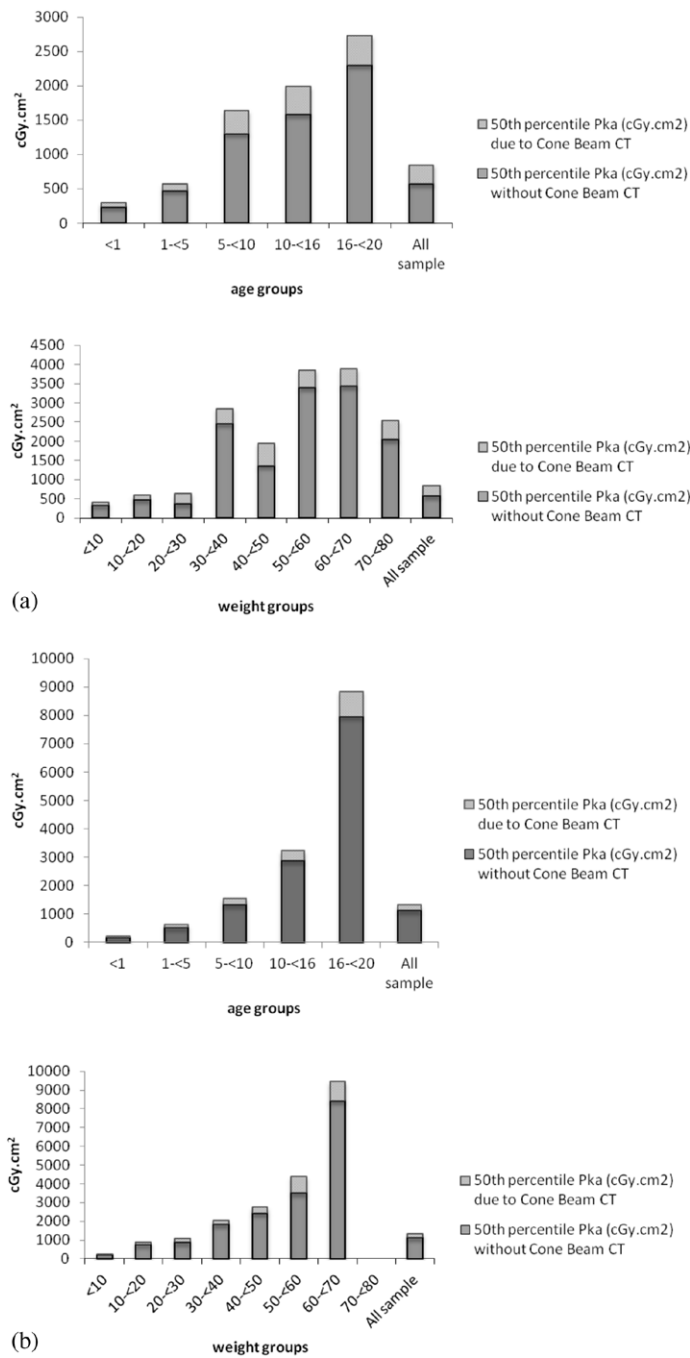 3000
2500
2000
1500
1000
500
0
cGy.cm²
<1 1-<5 5-<10 10-<16 16-<20 All
sample
age groups
50th percentile Pka (cGy.cm2)
due to Cone Beam CT
50th percentile Pka (cGy.cm2)
without Cone Beam CT
4500
4000
3500
3000
2500
2000
1500
1000
500
0
cGy.cm²
<10 10-<20 20-<30 30-<40 40-<50 50-<60 60-<70 70-<80 All sample
weight groups
50th percentile Pka (cGy.cm2)
due to Cone Beam CT
50th percentile Pka (cGy.cm2)
without Cone Beam CT
(a)
10000
9000
8000
7000
6000
5000
4000
3000
2000
1000
0
cGy.cm²
<1 1-<5 5-<10 10-<16 16-<20 All
sample
age groups
50th percentile Pka (cGy.cm2)
due to Cone Beam CT
50th percentile Pka (cGy.cm2)
without Cone Beam CT
10000
9000
8000
7000
6000
5000
4000
3000
2000
1000
0
cGy.cm²
<10 10-<20 20-<30 30-<40 40-<50 50-<60 60-<70 70-<80 All sample
weight groups
50th percentile Pka (cGy.cm2)
due to Cone Beam CT
50th percentile Pka (cGy.cm2)
without Cone Beam CT
(b)